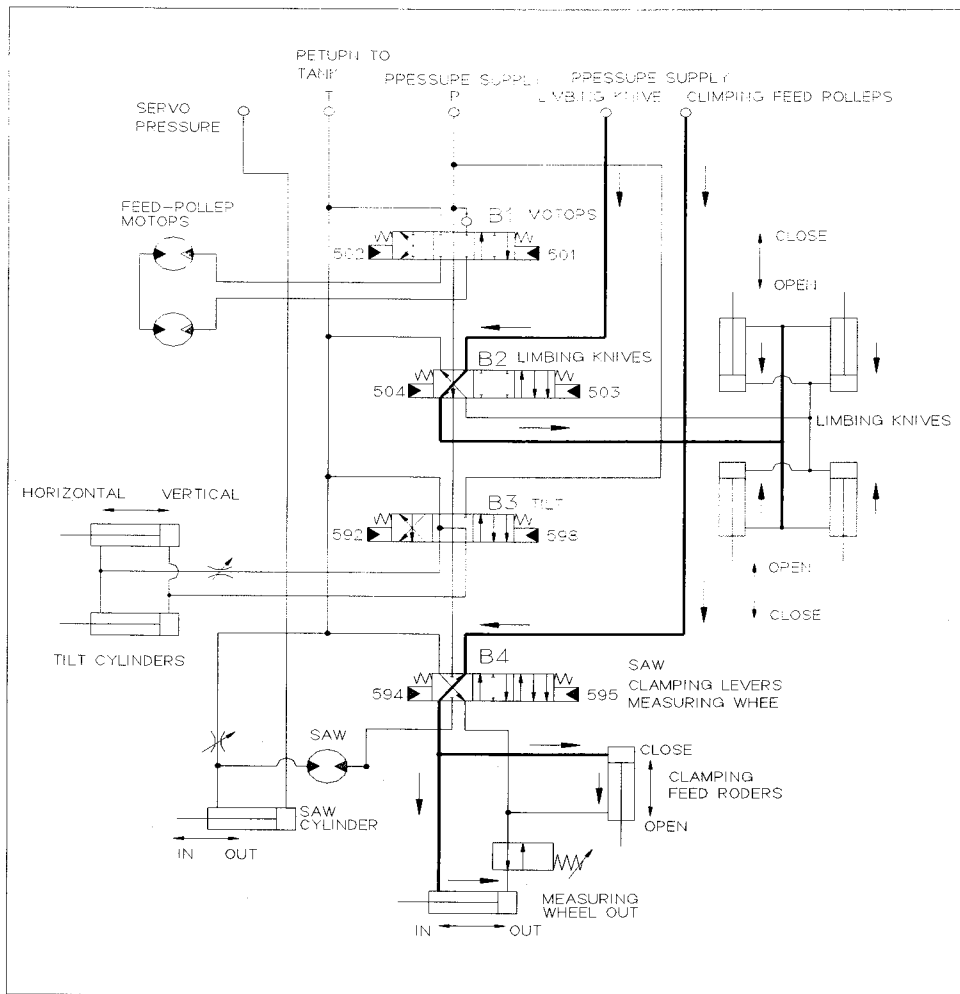 PETUPN TO
TANK
T
PPESSUPE SUPPLY
P
PPESSUPE SUPPLY
LIMBING KNIVE
CLIMPING FEED POLLEPS
SERVO
PRESSURE
FEED-POLLEP
MOTOPS
B1 VOTOPS
502
501
CLOSE
OPEN
B2 LIMBING KNIVES
504
503
LIMBING KNIVES
HORIZONTAL
VERTICAL
B3 TILT
592
598
OPEN
CLOSE
TILT CYLINDERS
B4
594
595
SAW
CLAMPING LEVERS
MEASURING WHEE
SAW
CLOSE
CLAMPING
FEED RODERS
OPEN
SAW
CYLINDER
IN
OUT
MEASURING
WHEEL OUT
IN
OUT